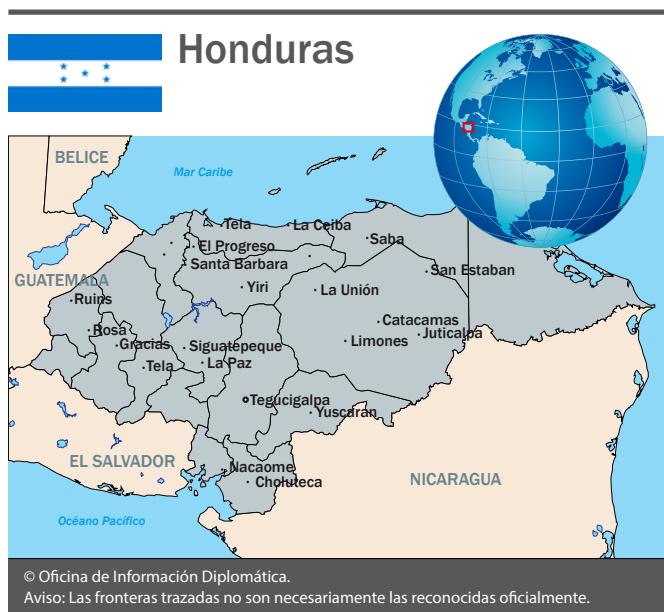 Honduras
BELICE
Mar Caribe
Tela
La Ceiba
Saba
El Progreso
Santa Barbara
San Estaban
GUATEMALA
Yiri
La Unión
Ruins
Catacamas
Rosa
Juticalpa
Gracias
Siguatepeque
Limones
Tela
La Paz
Tegucigalpa
Yuscaran
EL SALVADOR
Nacaome
Choluteca
NICARAGUA
Océano Pacífico
© Oficina de Información Diplomática.
Aviso: Las fronteras trazadas no son necesariamente las reconocidas oficialmente.